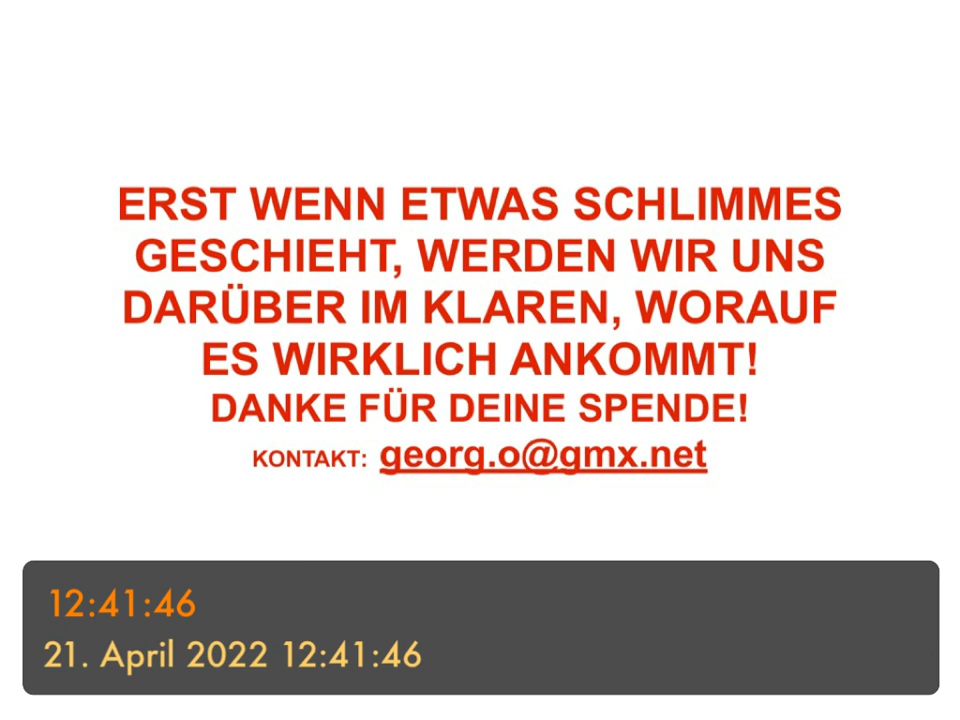 ERST WENN ETWAS SCHLIMMES
GESCHIEHT, WERDEN WIR UNS
DARÜBER IM KLAREN, WORAUF
ES WIRKLICH ANKOMMT!
DANKE FÜR DEINE SPENDE!
KONTAKT: georg.o@gmx.net
12:41:46
21. April 2022 12:41:46